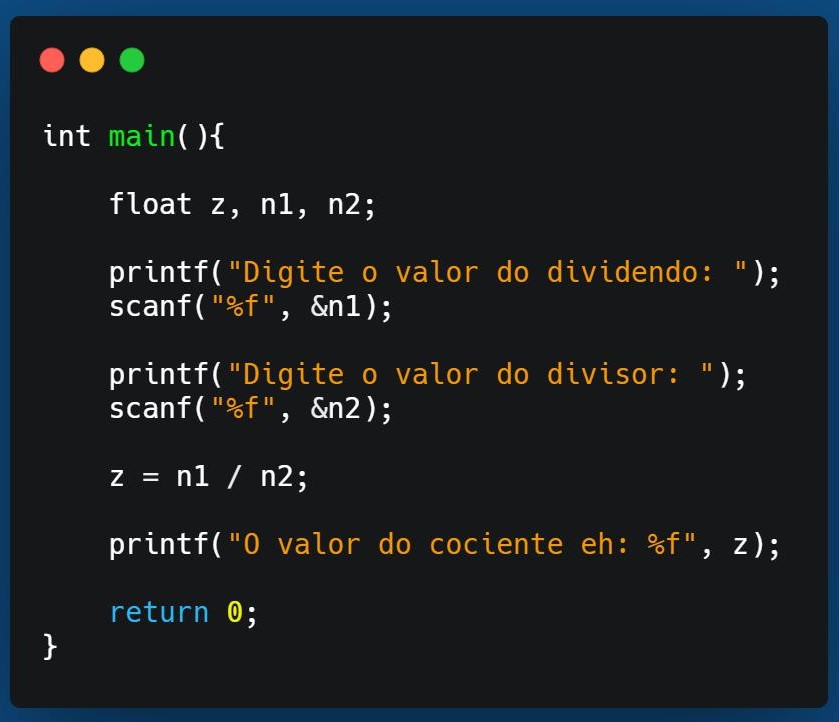 int main(){
float z, n1, n2;
printf("Digite o valor do dividendo: ");
scanf("%f", &n1);
printf("Digite o valor do divisor: ");
scanf("%f", &n2);
z = n1 / n2;
printf("O valor do cociente eh: %f", z);
return 0;
}